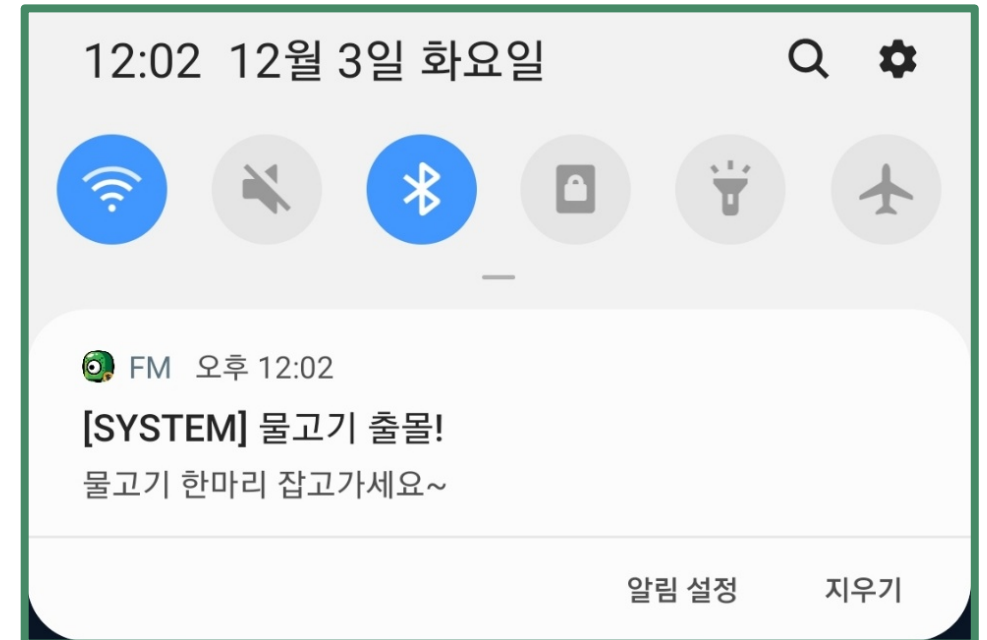 12:02 12월 3일 화요일
FM 오후 12:02
[SYSTEM] 물고기 출몰!
물고기 한마리 잡고가세요~
알림 설정 지우기